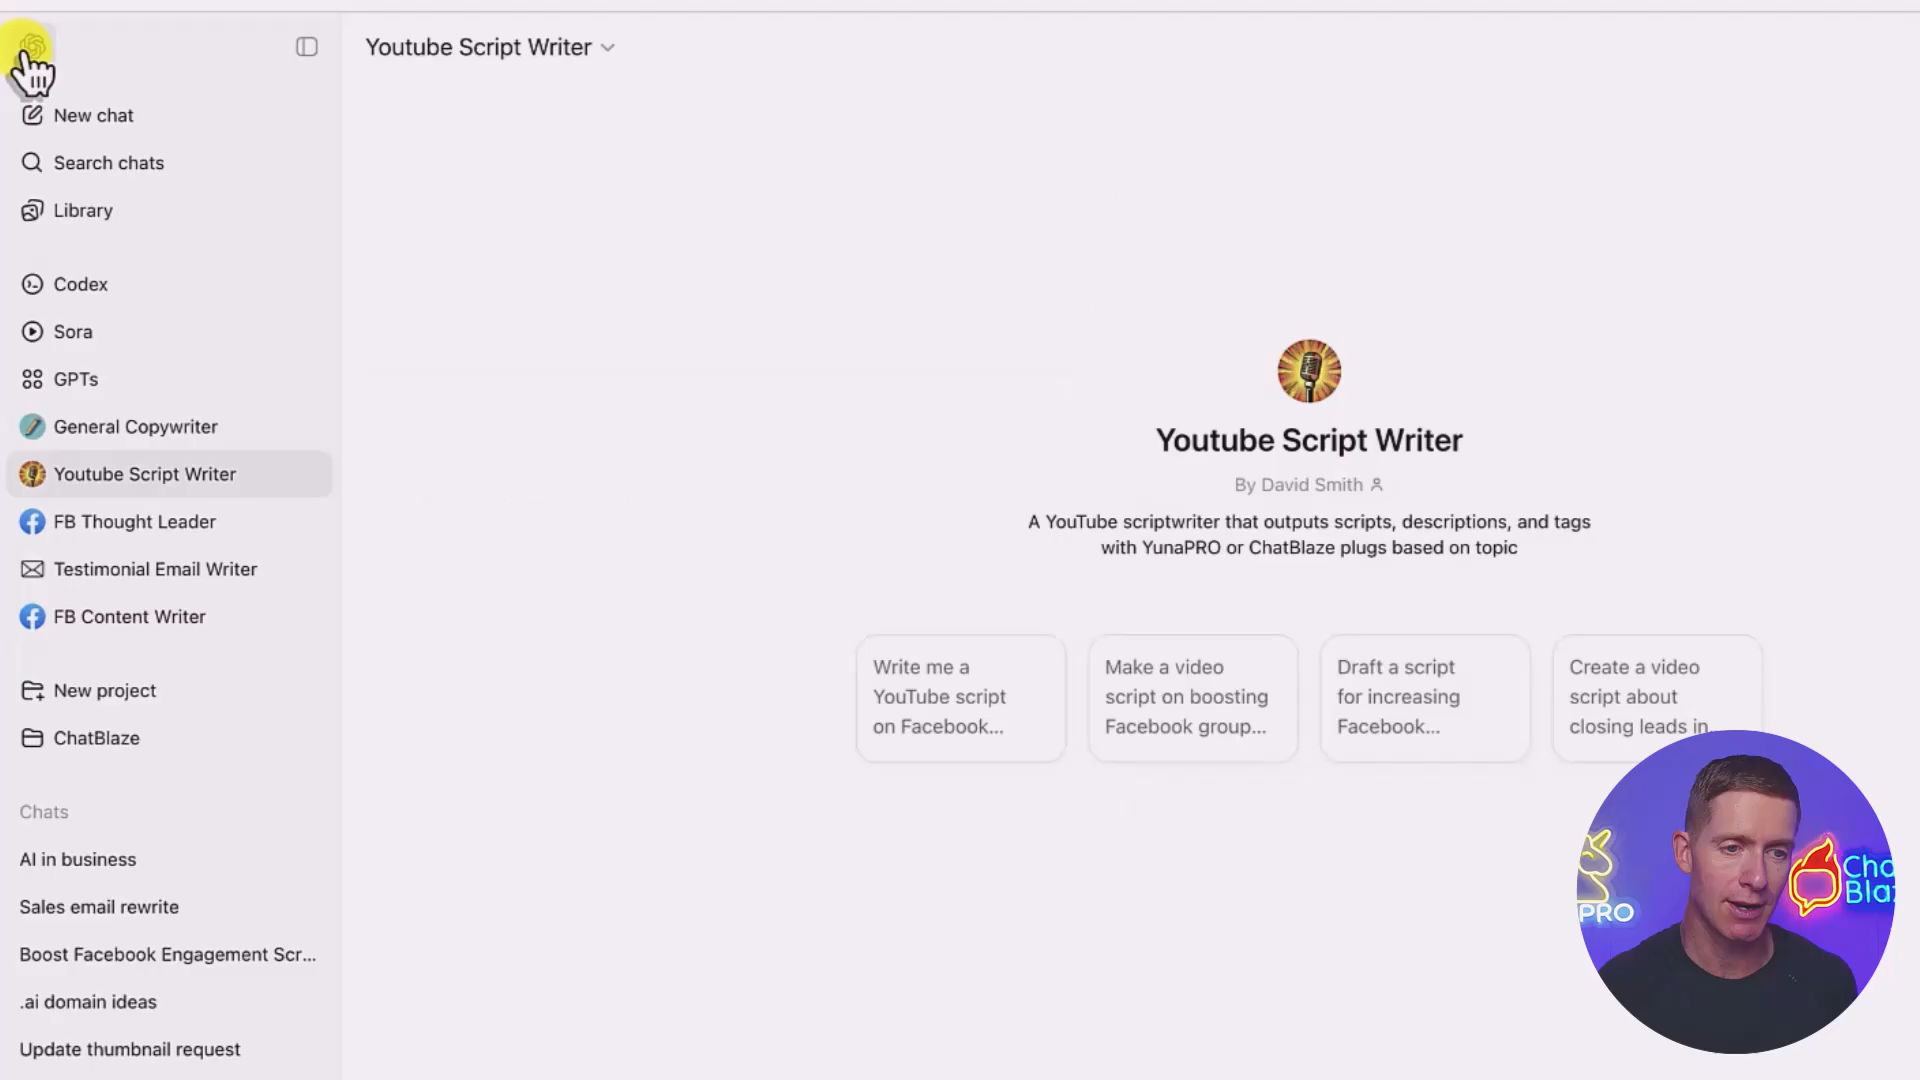 Youtube Script Writer
New chat
Search chats
Library
Codex
Sora
GPTs
General Copywriter
Youtube Script Writer
FB Thought Leader
Testimonial Email Writer
FB Content Writer
New project
ChatBlaze
Chats
AI in business
Sales email rewrite
Boost Facebook Engagement Scr...
.ai domain ideas
Update thumbnail request
Youtube Script Writer
By David Smith
A YouTube scriptwriter that outputs scripts, descriptions, and tags
with YunaPRO or ChatBlaze plugs based on topic
Write me a
YouTube script
on Facebook...
Make a video
script on boosting
Facebook group...
Draft a script
for increasing
Facebook...
Create a video
script about
closing leads in...
PRO
Cha
Blaz